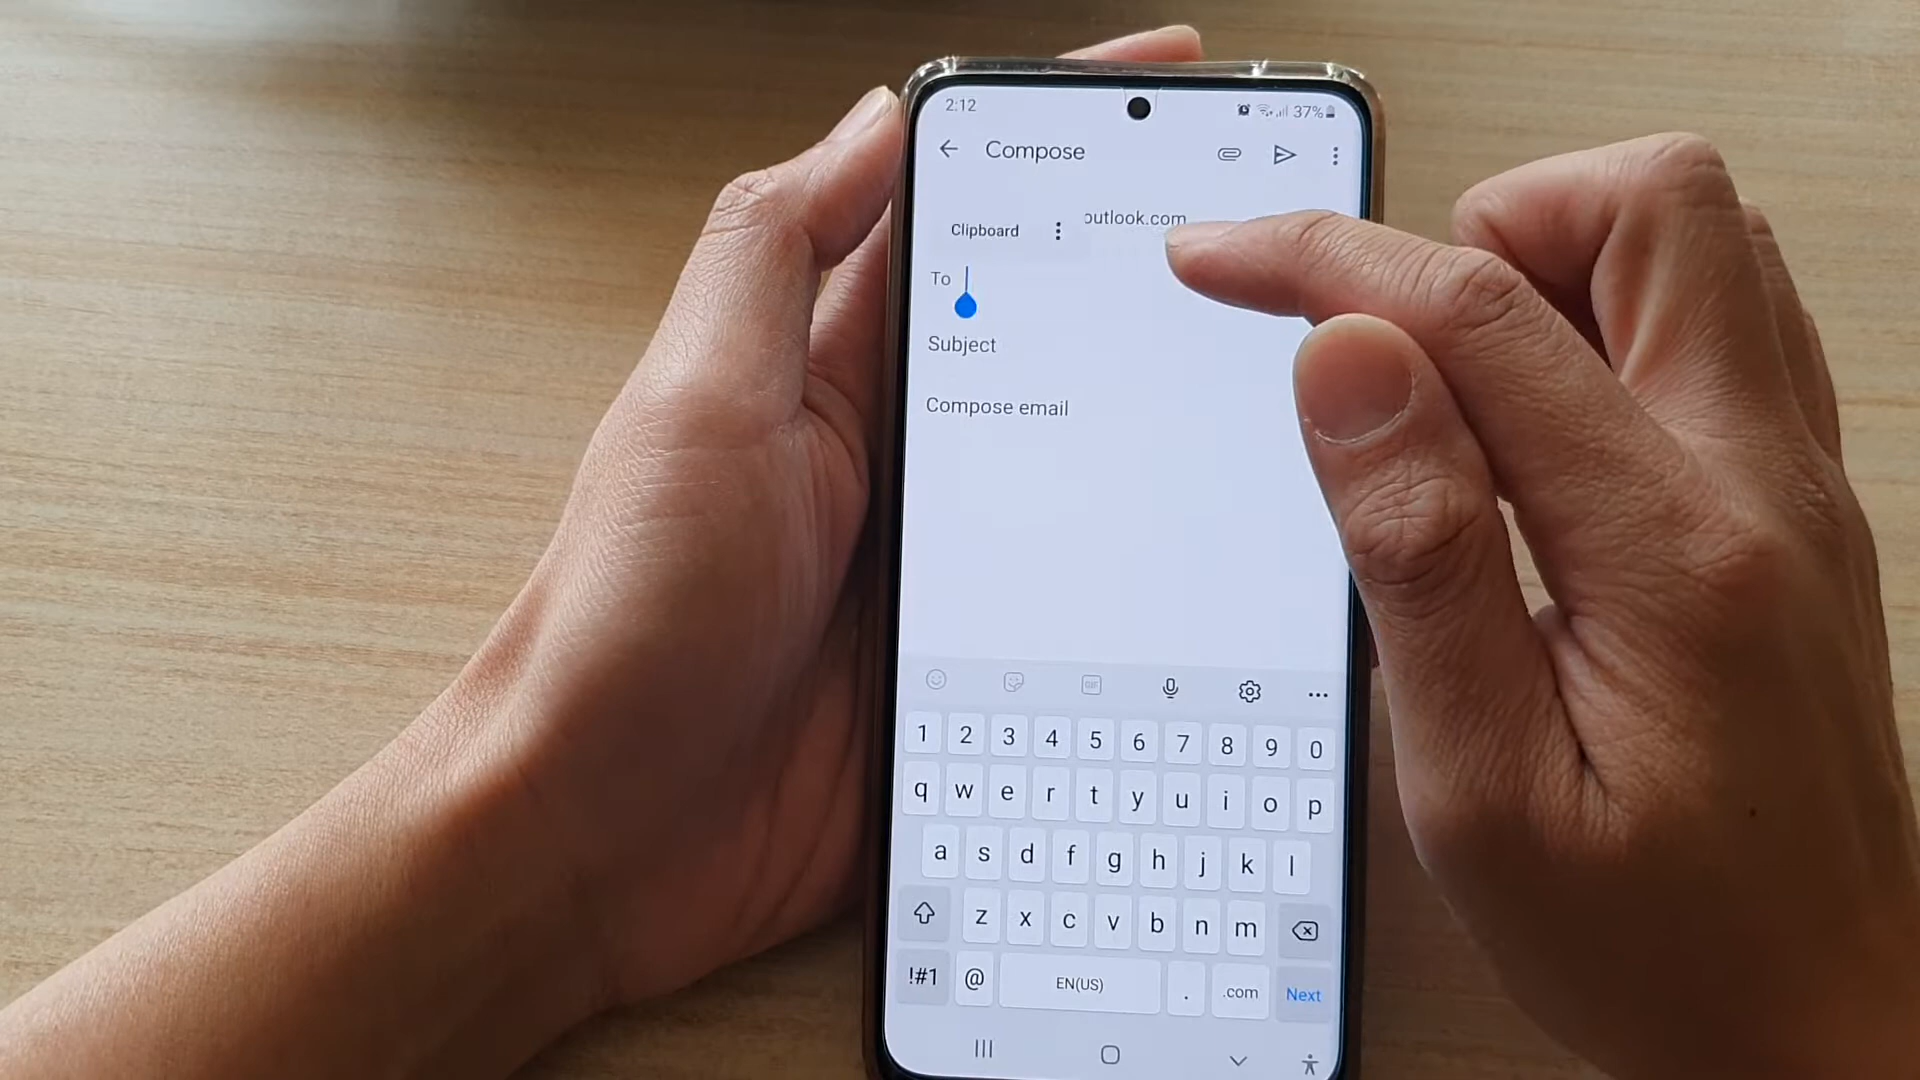 2:12 37%
Compose
outlook.com
Clipboard
To
Subject
Compose email
GIF
1 2 3 4 5 6 7 8 9 0
q w e r t y u i o p
a s d f g h j k l
z x c v b n m
!#1 @ EN(US) . .com Next